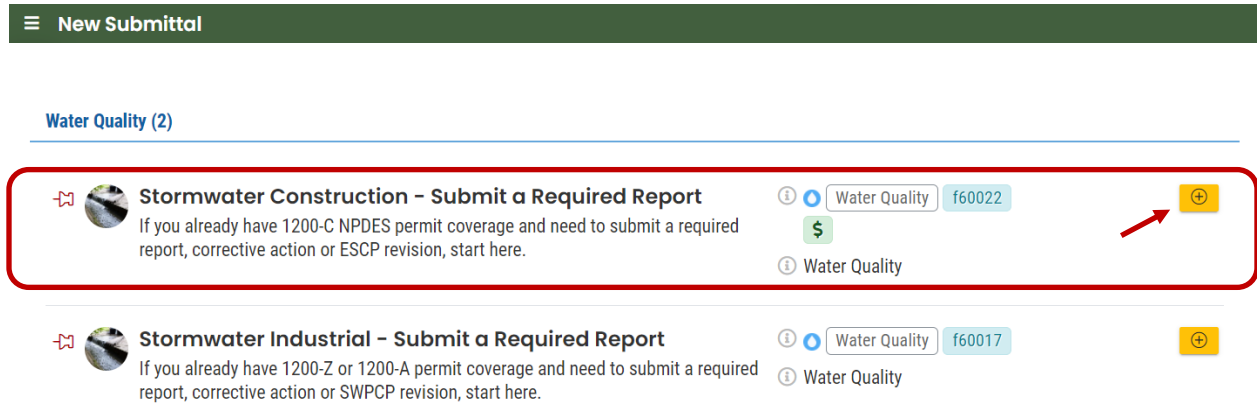 New Submittal
Water Quality (2)
Stormwater Construction - Submit a Required Report
If you already have 1200-C NPDES permit coverage and need to submit a required
report, corrective action or ESCP revision, start here.
Water Quality f60022
$
Water Quality
Stormwater Industrial - Submit a Required Report
If you already have 1200-Z or 1200-A permit coverage and need to submit a required
report, corrective action or SWPCP revision, start here.
Water Quality f60017
Water Quality